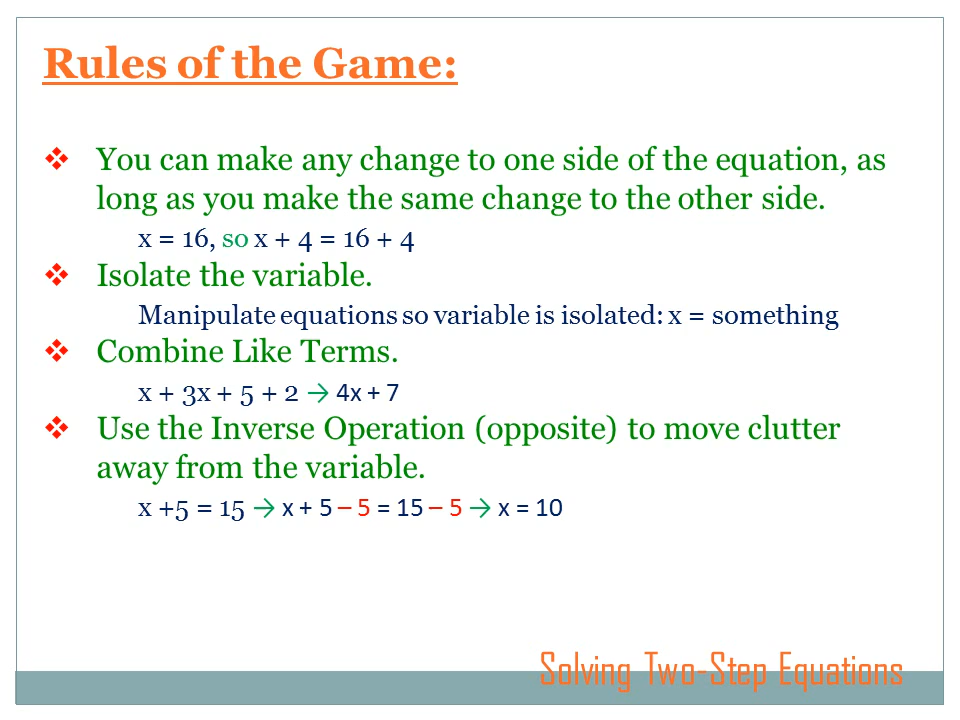 Rules of the Game:
❖ You can make any change to one side of the equation, as
long as you make the same change to the other side.
x = 16, so x + 4 = 16 + 4
❖ Isolate the variable.
Manipulate equations so variable is isolated: x = something
❖ Combine Like Terms.
x + 3x + 5 + 2 → 4x + 7
❖ Use the Inverse Operation (opposite) to move clutter
away from the variable.
x +5 = 15 → x + 5 – 5 = 15 – 5 → x = 10
Solving Two-Step Equations